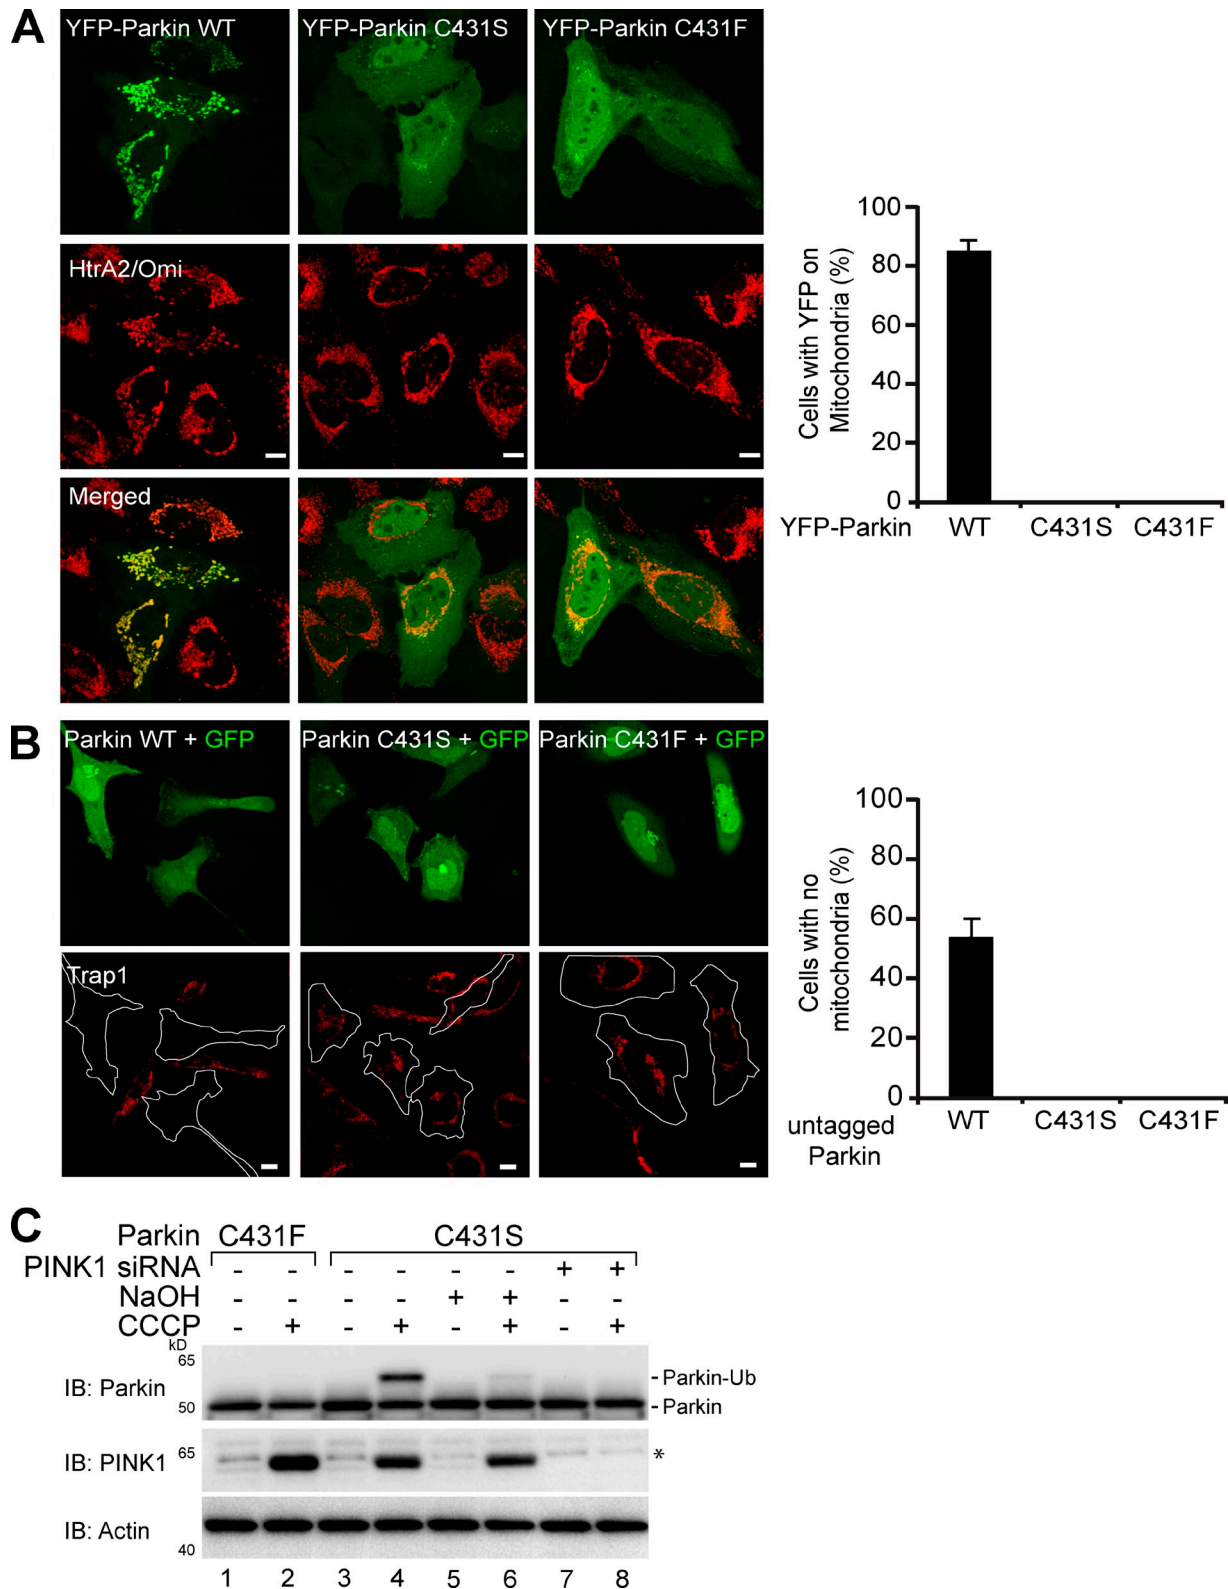 A
YFP-Parkin WT
YFP-Parkin C431S
YFP-Parkin C431F
HtrA2/Omi
Merged
Cells with YFP on
Mitochondria (%)
100
80
60
40
20
0
YFP-Parkin WT C431S C431F
B
Parkin WT + GFP
Parkin C431S + GFP
Parkin C431F + GFP
Trap1
Cells with no
mitochondria (%)
100
80
60
40
20
0
untagged
Parkin
WT C431S C431F
C
Parkin C431F C431S
PINK1 siRNA - - - - - - + +
NaOH - - - - + + - -
CCCP - + - + - + - +
kD
65
IB: Parkin
50
-Parkin-Ub
-Parkin
IB: PINK1
65
*
IB: Actin
40
1 2 3 4 5 6 7 8